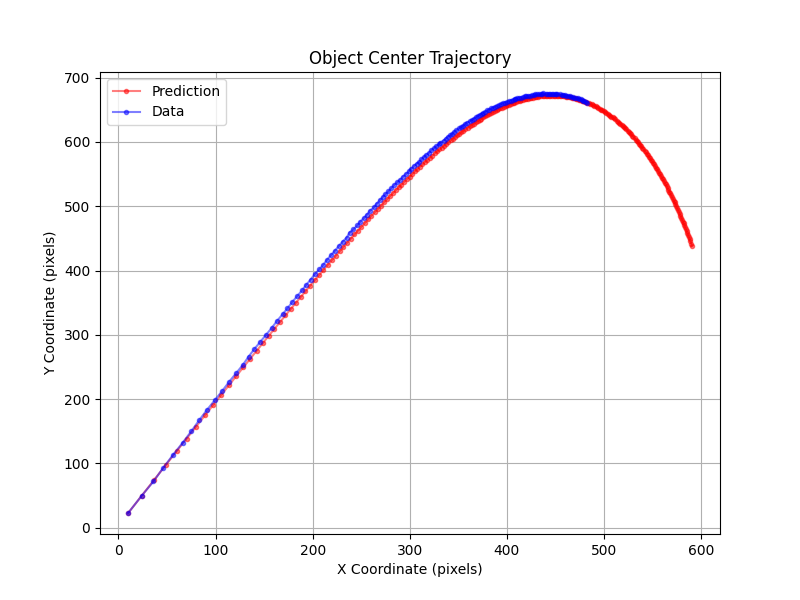 Object Center Trajectory
Prediction
Data
700
600
500
400
300
200
100
0
Y Coordinate (pixels)
0 100 200 300 400 500 600
X Coordinate (pixels)